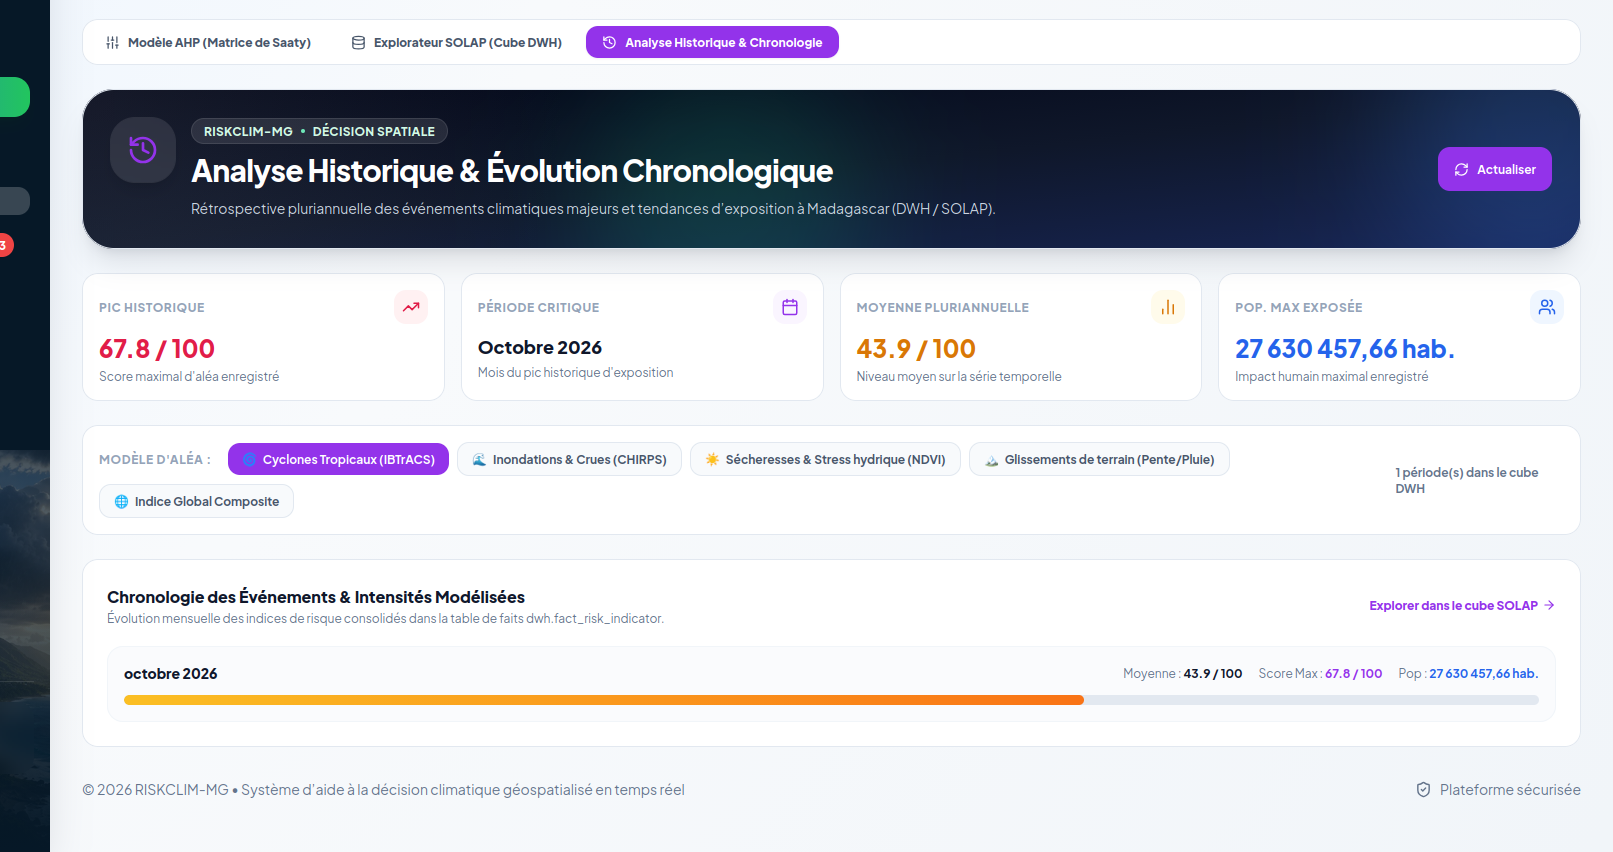 Modèle AHP (Matrice de Saaty)
Explorateur SOLAP (Cube DWH)
Analyse Historique & Chronologie
RISKCLIM-MG • DÉCISION SPATIALE
Analyse Historique & Évolution Chronologique
Rétrospective pluriannuelle des événements climatiques majeurs et tendances d'exposition à Madagascar (DWH / SOLAP).
Actualiser
3
PIC HISTORIQUE
67.8 / 100
Score maximal d'aléa enregistré
PÉRIODE CRITIQUE
Octobre 2026
Mois du pic historique d'exposition
MOYENNE PLURIANNUELLE
43.9 / 100
Niveau moyen sur la série temporelle
POP. MAX EXPOSÉE
27 630 457,66 hab.
Impact humain maximal enregistré
MODÈLE D'ALÉA :
Cyclones Tropicaux (IBTrACS)
Inondations & Crues (CHIRPS)
Sécheresses & Stress hydrique (NDVI)
Glissements de terrain (Pente/Pluie)
Indice Global Composite
1 période(s) dans le cube
DWH
Chronologie des Événements & Intensités Modélisées
Évolution mensuelle des indices de risque consolidés dans la table de faits dwh.fact_risk_indicator.
Explorer dans le cube SOLAP →
octobre 2026
Moyenne : 43.9 / 100 Score Max : 67.8 / 100 Pop : 27 630 457,66 hab.
© 2026 RISKCLIM-MG • Système d'aide à la décision climatique géospatialisé en temps réel
Plateforme sécurisée